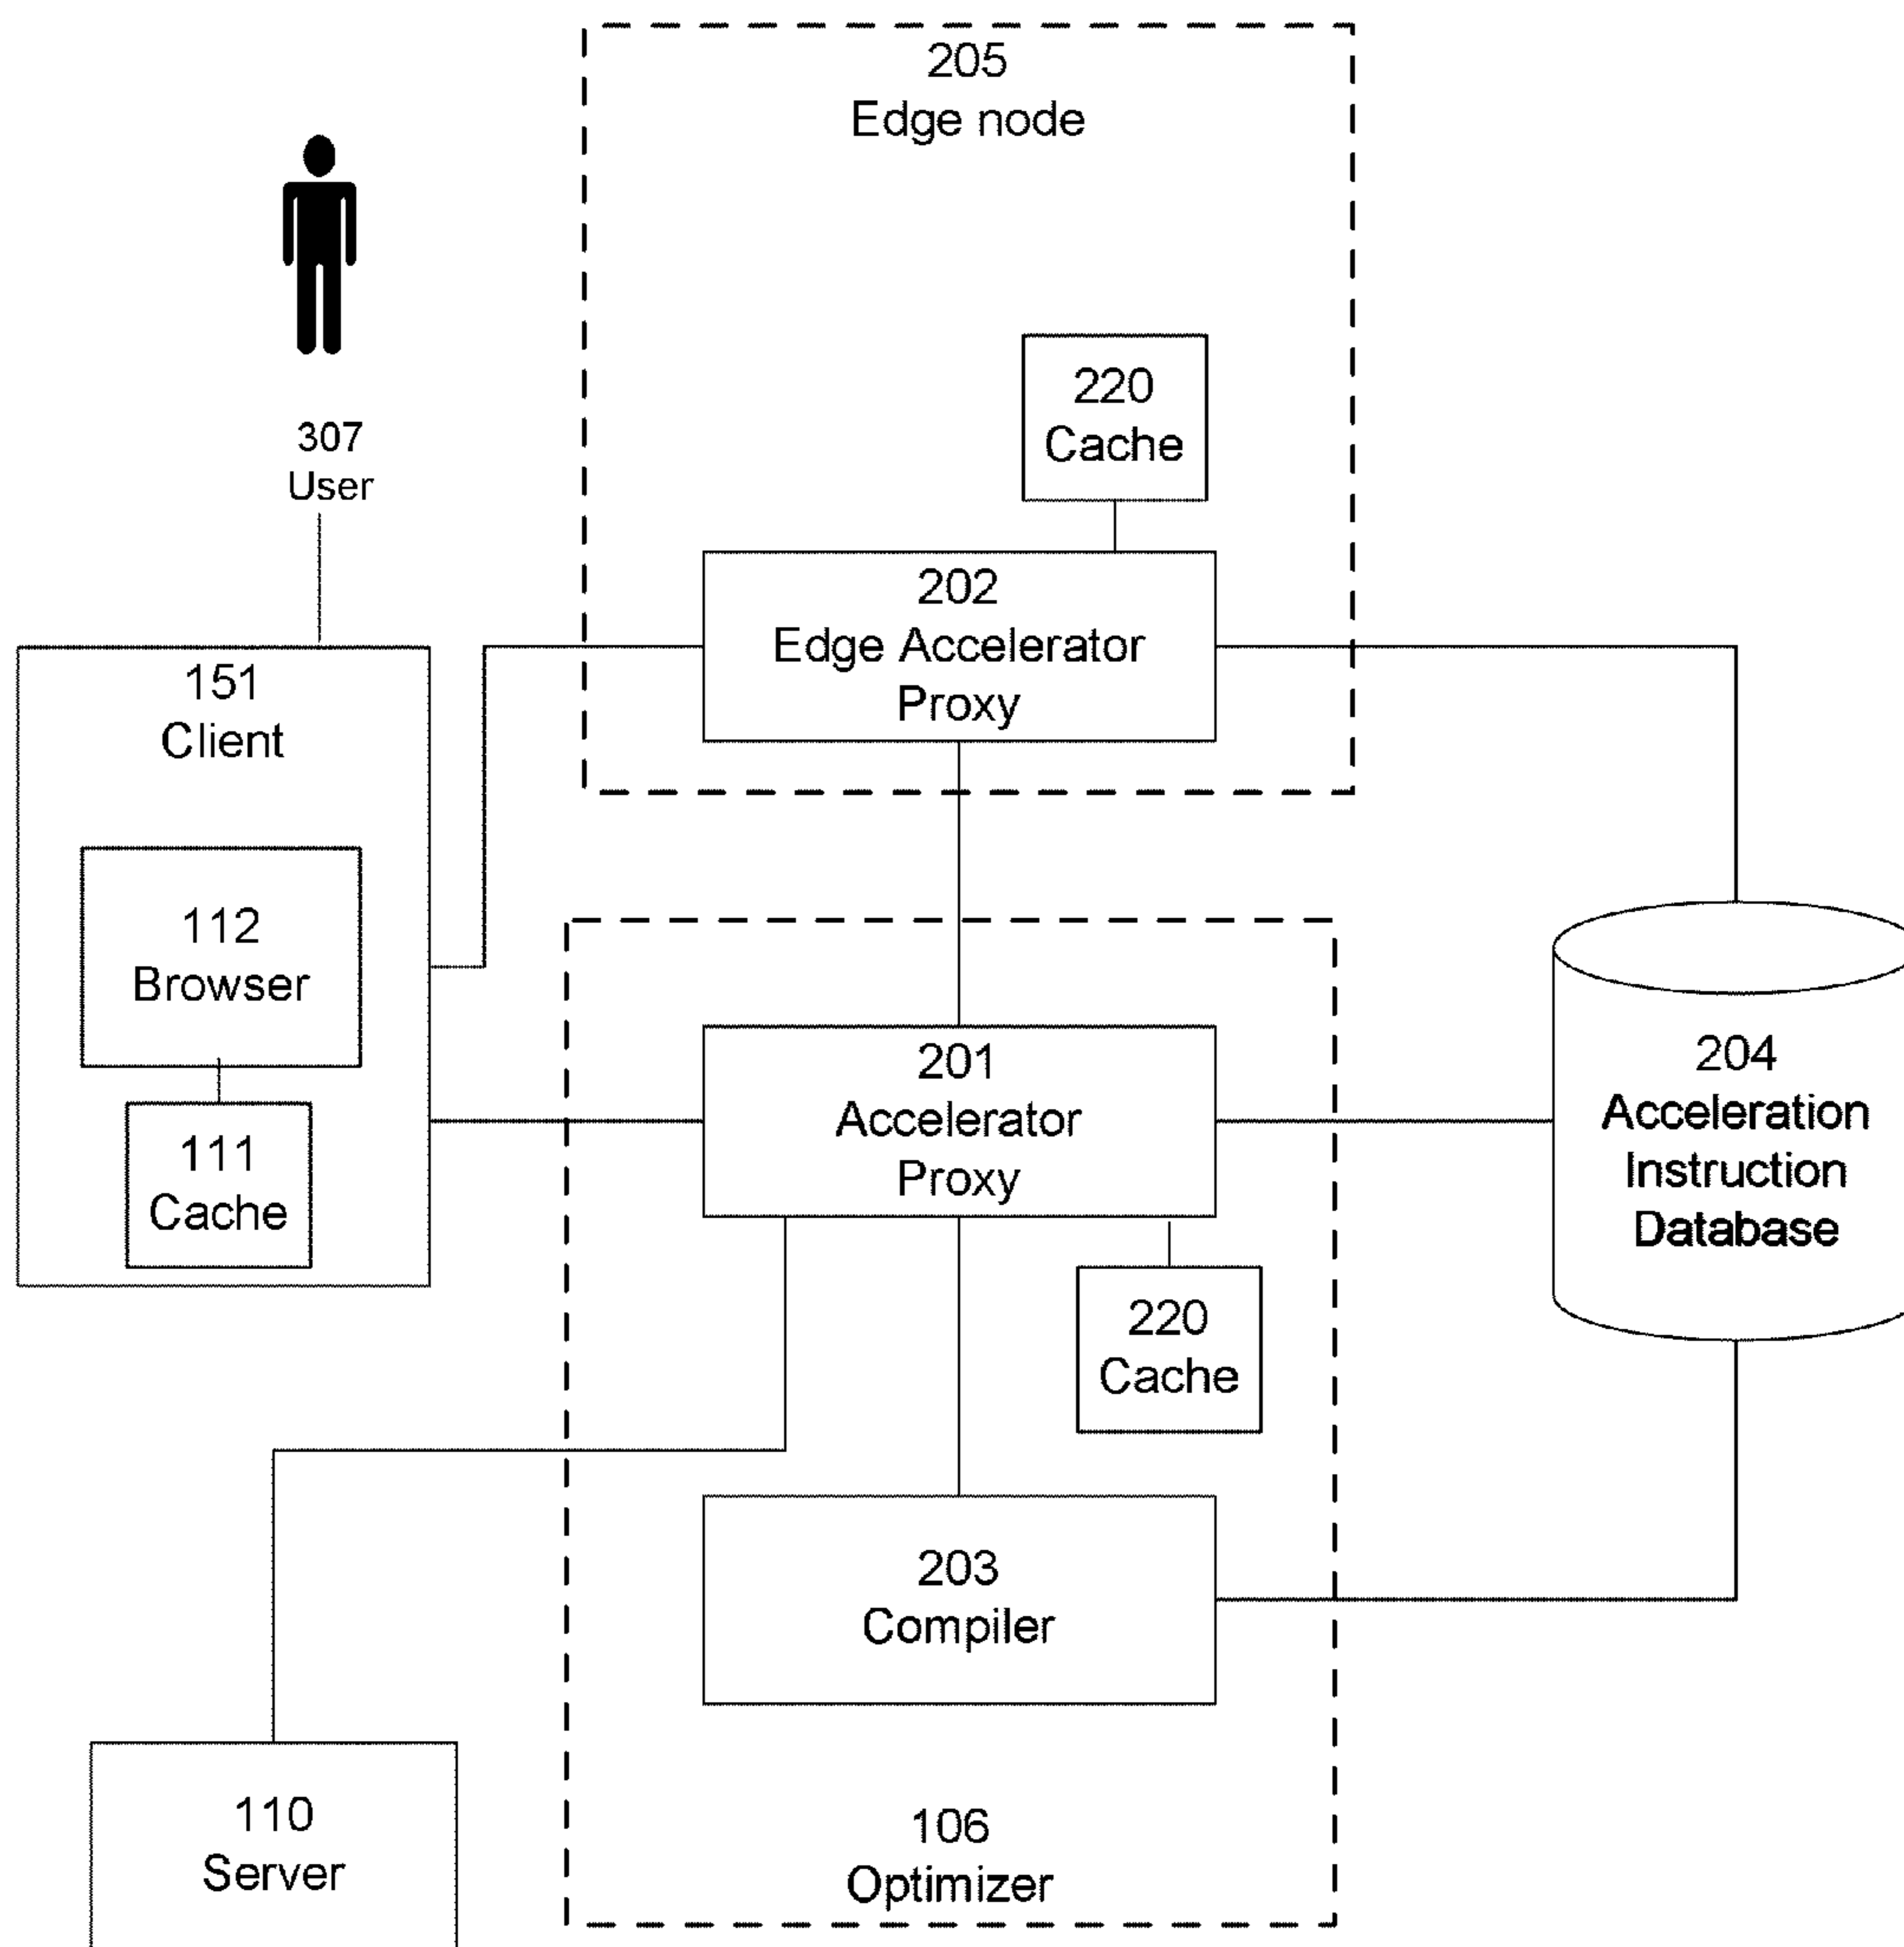 205
Edge node
220
Cache
307
User
202
Edge Accelerator
Proxy
151
Client
112
Browser
111
Cache
201
Accelerator
Proxy
204
Acceleration
Instruction
Database
220
Cache
203
Compiler
110
Server
106
Optimizer